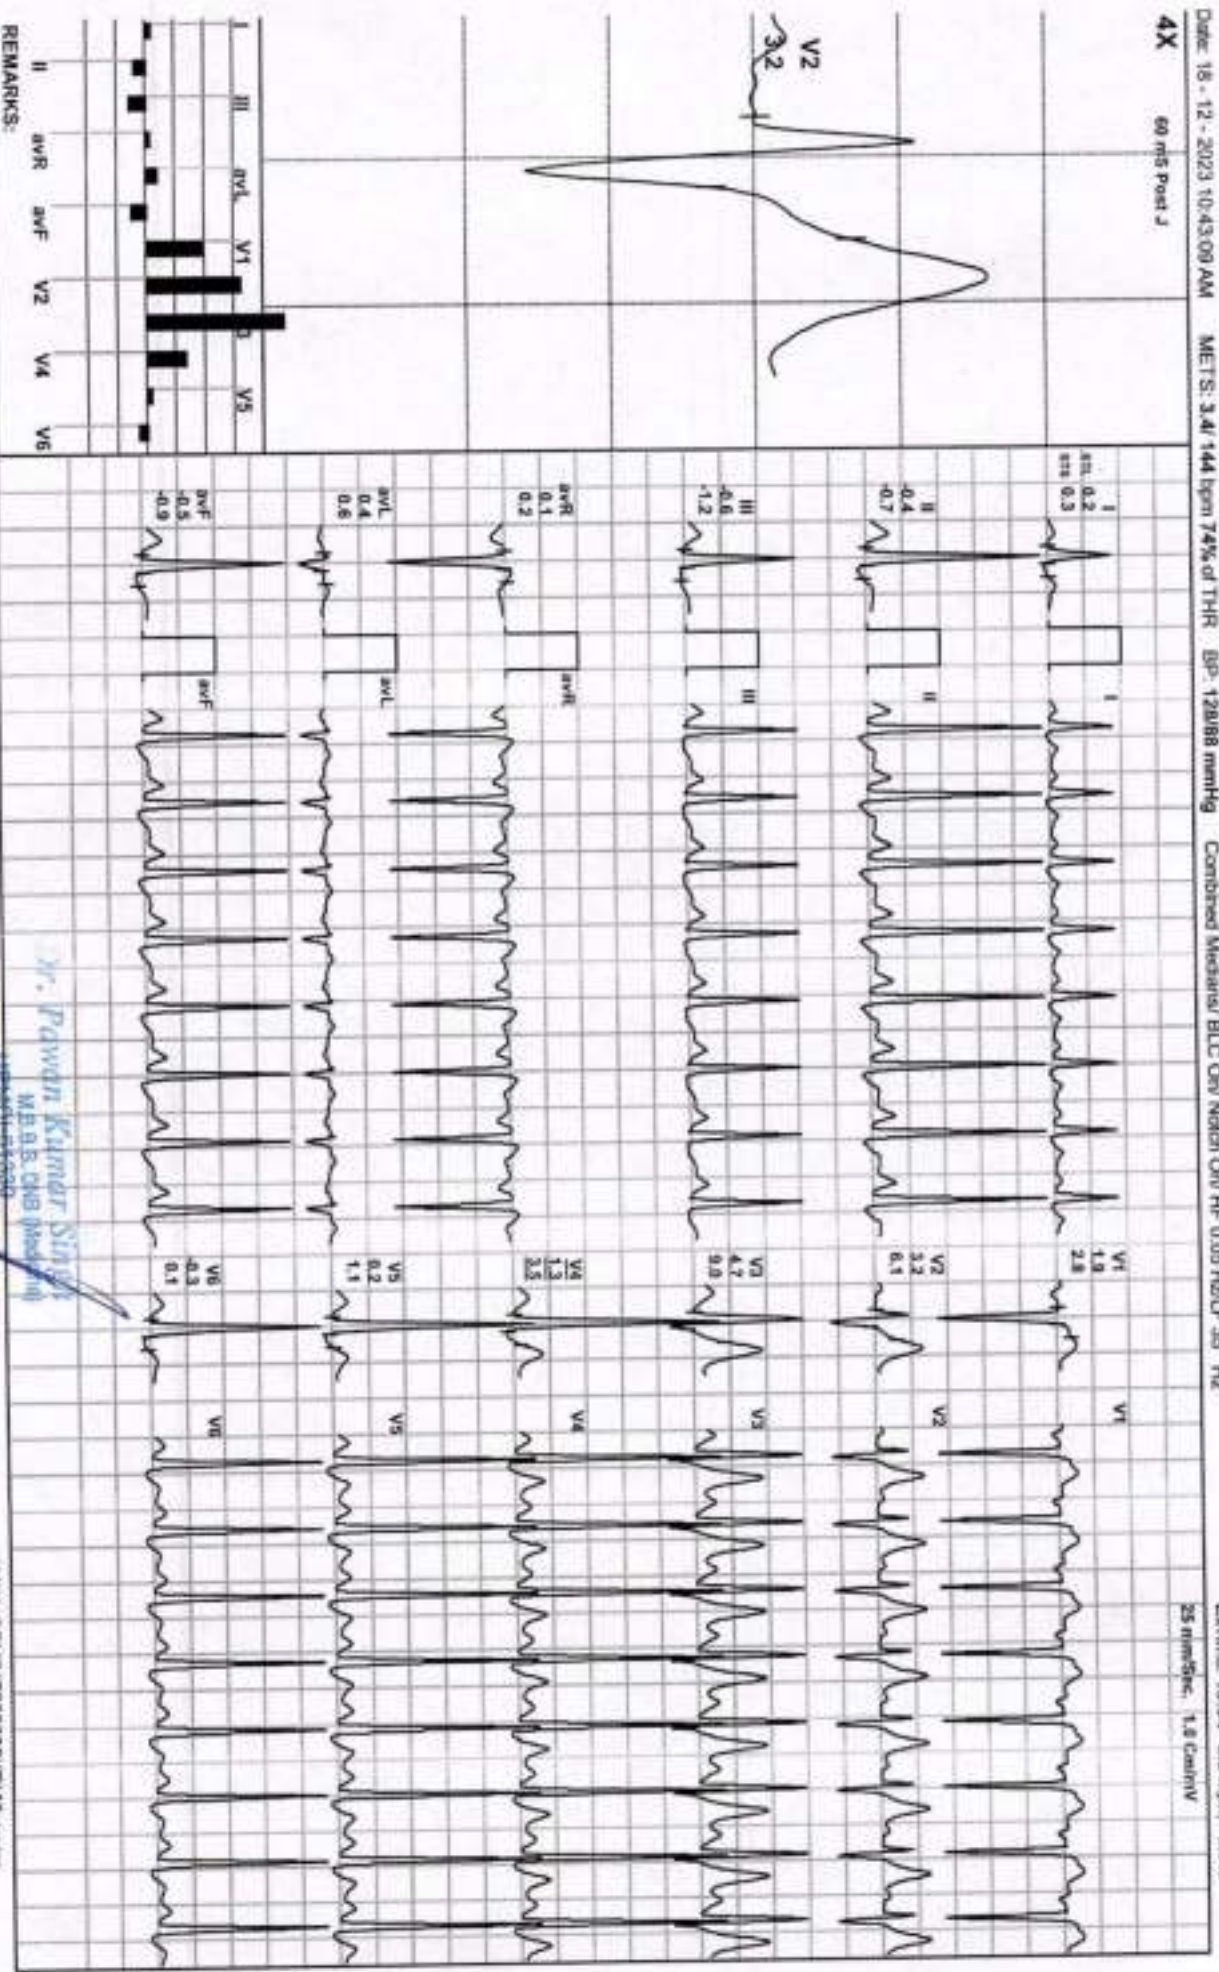 Date: 18 - 12 - 2023 10:43:09 AM METS: 3.4/ 144 bpm 74% of THR BP: 128/88 mmHg Combined Medians/ BLC On/ Notch On/ HF 0.05 Hz/LF 35 Hz
4X 60 mS Post J
25 mm/Sec. 1.0 Cm/mV
V2
3.2
I III avL V1 V5
II avR avF V2 V4 V6
REMARKS:
I
STL 0.2
STS 0.3
I
V1
1.9
2.8
V1
II
-0.4
-0.7
II
V2
3.2
6.1
V2
III
-0.6
-1.2
III
V3
4.7
9.0
V3
avR
0.1
0.2
avR
V4
1.3
3.5
V4
avL
0.4
0.6
avL
V5
0.2
1.1
V5
avF
-0.5
-0.9
avF
V6
-0.3
0.1
V6
Dr. Pawan Kumar Singh
M.B.B.S. DNB (Medicine)